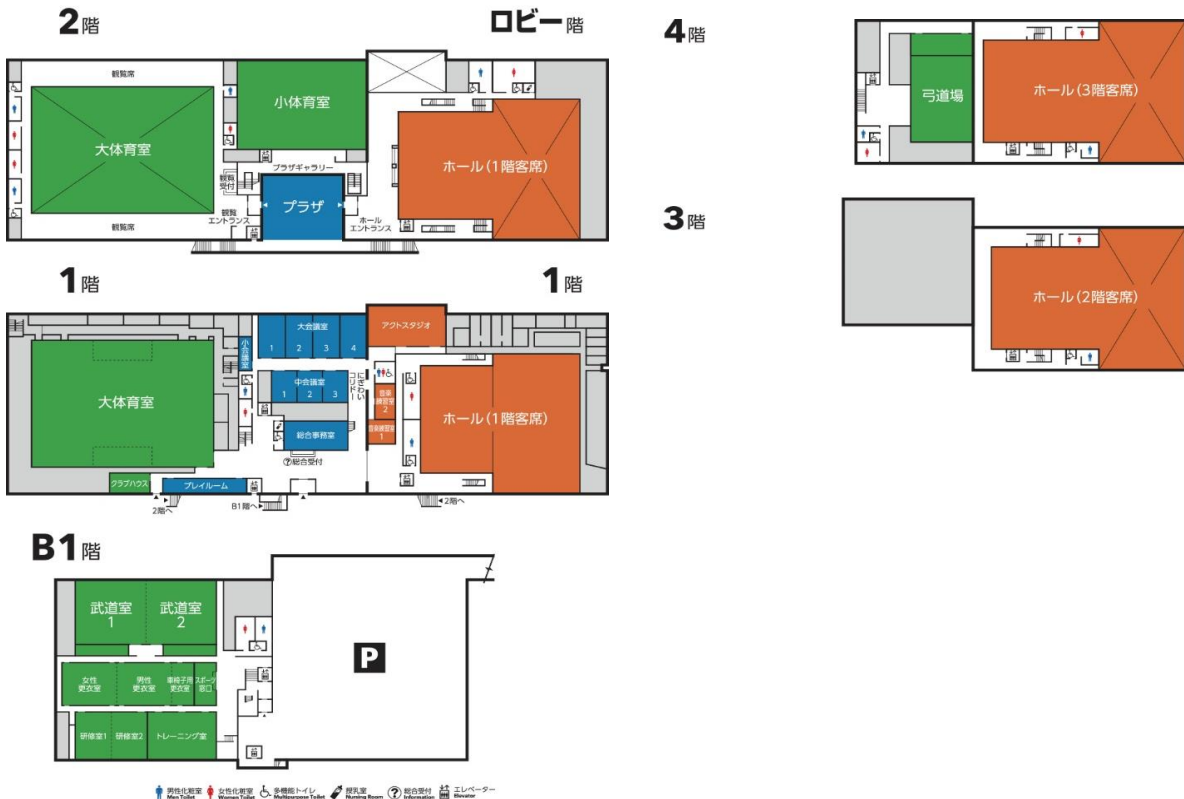 2階
ロビー階
観覧席
小体育室
大体育室
プラザギャラリー
観覧
受付
プラザ
観覧
エントランス
ホール
エントランス
ホール(1階客席)
観覧席
1階
1階
大会議室
1
2
3
4
小会議室
アクトスタジオ
大体育室
中会議室
1
2
3
にぎわい
コリドー
音楽
練習室
2
音楽練習室
1
ホール(1階客席)
総合事務室
?総合受付
クラブハウス
プレイルーム
2階へ
B1階へ
2階へ
B1階
武道室
1
武道室
2
女性
更衣室
男性
更衣室
車椅子用
更衣室
スポーツ
窓口
研修室1
研修室2
トレーニング室
P
4階
弓道場
ホール(3階客席)
3階
ホール(2階客席)
男性化粧室
Men Toilet
女性化粧室
Women Toilet
多機能トイレ
Multipurpose Toilet
授乳室
Nursing Room
?
総合受付
Information
エレベーター
Elevator